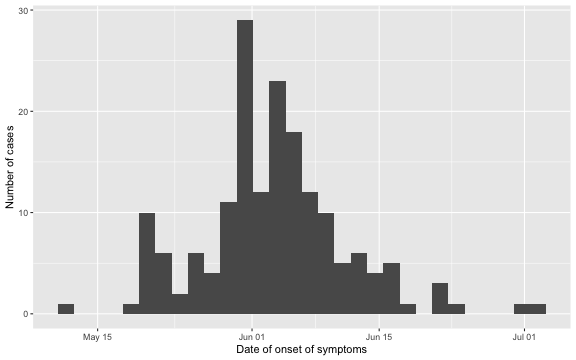 30
20
10
0
Number of cases
May 15
Jun 01
Jun 15
Jul 01
Date of onset of symptoms